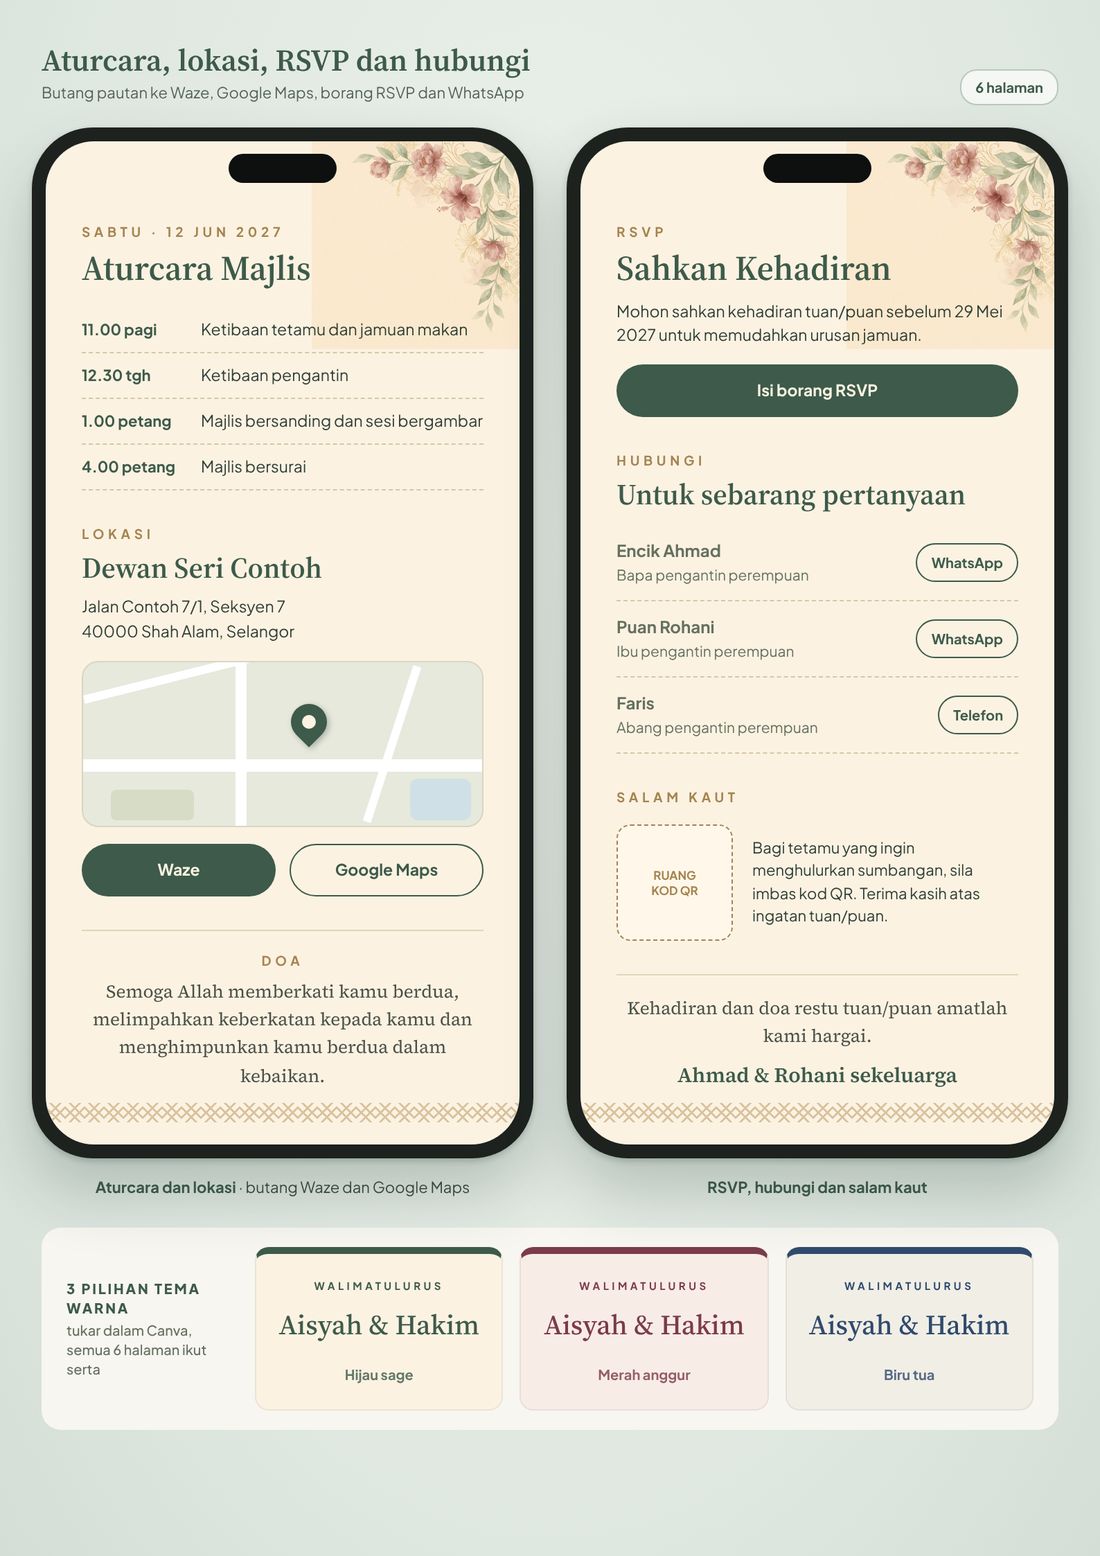 Aturcara, lokasi, RSVP dan hubungi
Butang pautan ke Waze, Google Maps, borang RSVP dan WhatsApp
6 halaman
SABTU · 12 JUN 2027
Aturcara Majlis
11.00 pagi Ketibaan tetamu dan jamuan makan
12.30 tgh Ketibaan pengantin
1.00 petang Majlis bersanding dan sesi bergambar
4.00 petang Majlis bersurai
LOKASI
Dewan Seri Contoh
Jalan Contoh 7/1, Seksyen 7
40000 Shah Alam, Selangor
Waze
Google Maps
DOA
Semoga Allah memberkati kamu berdua,
melimpahkan keberkatan kepada kamu dan
menghimpunkan kamu berdua dalam
kebaikan.
Aturcara dan lokasi · butang Waze dan Google Maps
RSVP
Sahkan Kehadiran
Mohon sahkan kehadiran tuan/puan sebelum 29 Mei
2027 untuk memudahkan urusan jamuan.
Isi borang RSVP
HUBUNGI
Untuk sebarang pertanyaan
Encik Ahmad
Bapa pengantin perempuan
WhatsApp
Puan Rohani
Ibu pengantin perempuan
WhatsApp
Faris
Abang pengantin perempuan
Telefon
SALAM KAUT
RUANG
KOD QR
Bagi tetamu yang ingin
menghulurkan sumbangan, sila
imbas kod QR. Terima kasih atas
ingatan tuan/puan.
Kehadiran dan doa restu tuan/puan amatlah
kami hargai.
Ahmad & Rohani sekeluarga
RSVP, hubungi dan salam kaut
3 PILIHAN TEMA
WARNA
tukar dalam Canva,
semua 6 halaman ikut
serta
WALIMATULURUS
Aisyah & Hakim
Hijau sage
WALIMATULURUS
Aisyah & Hakim
Merah anggur
WALIMATULURUS
Aisyah & Hakim
Biru tua